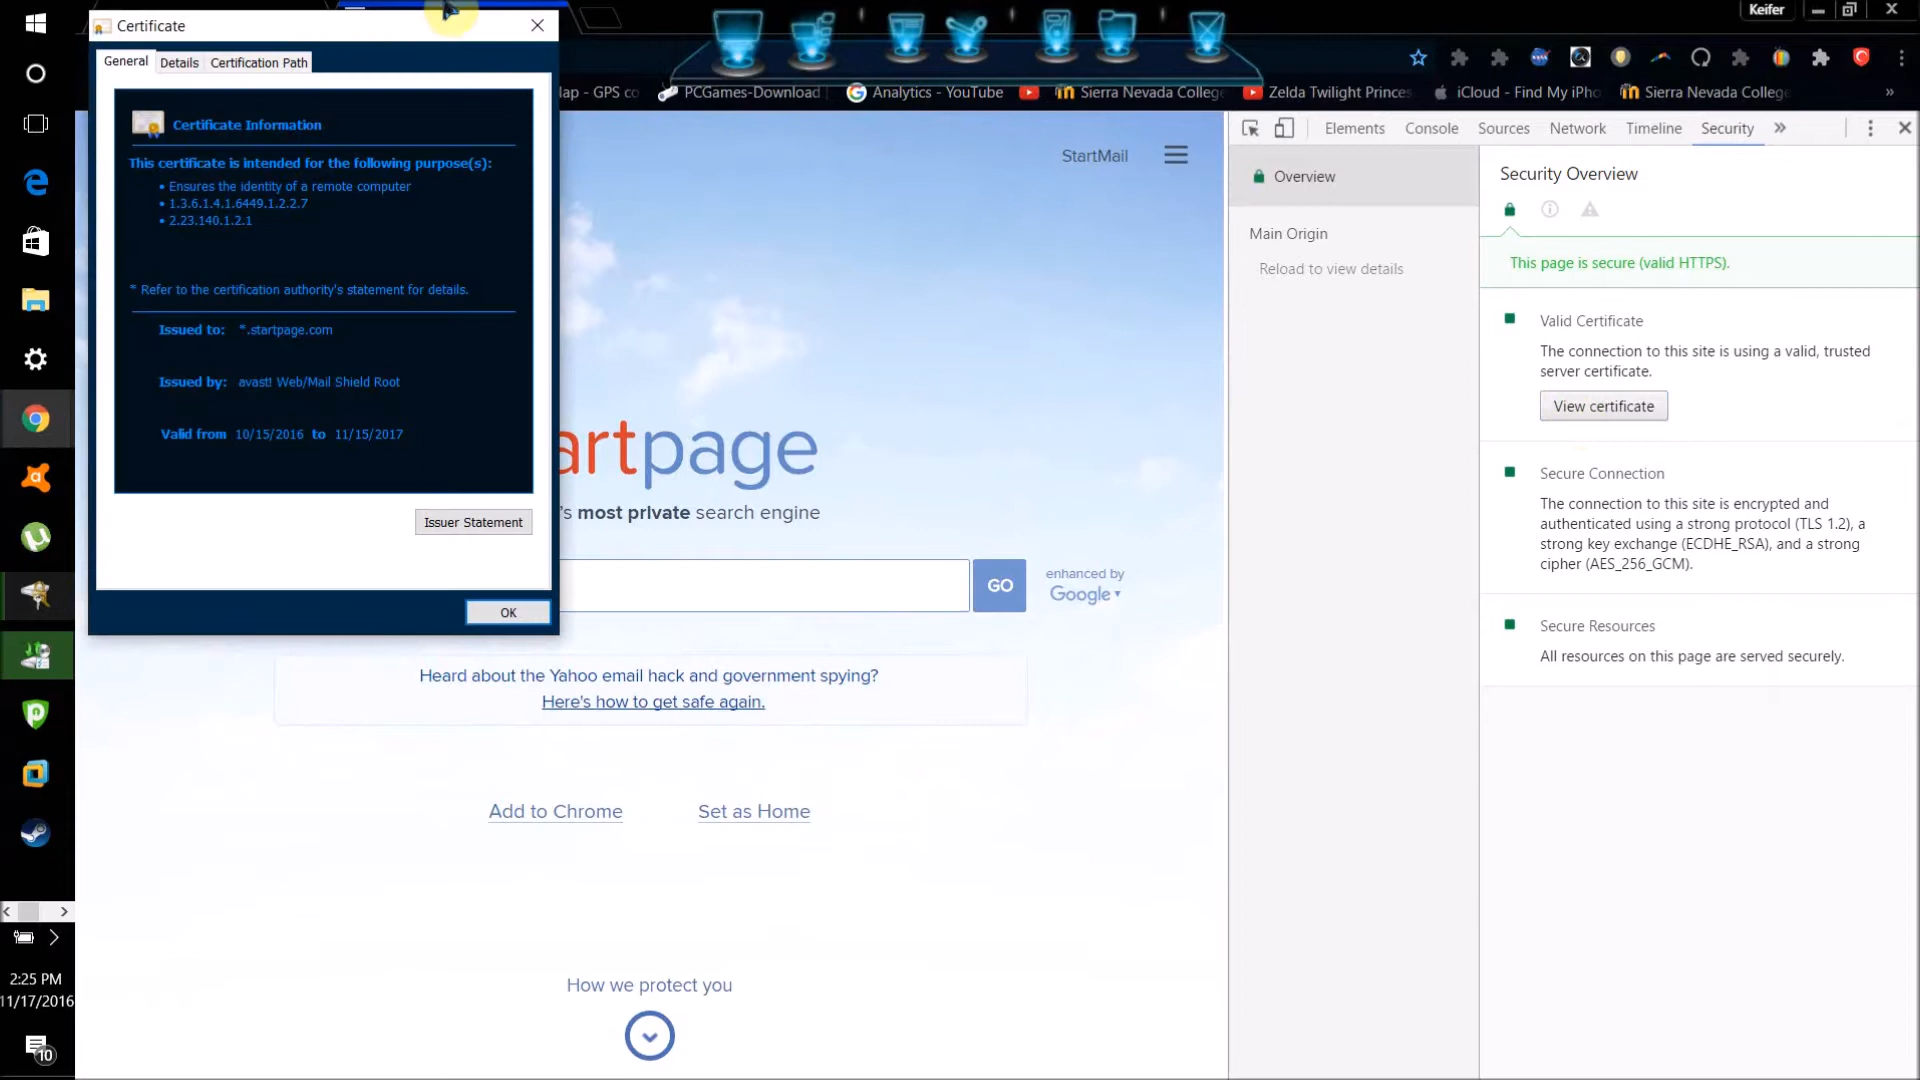 Certificate
Keifer
General
Details
Certification Path
Certificate Information
This certificate is intended for the following purpose(s):
• Ensures the identity of a remote computer
• 1.3.6.1.4.1.6449.1.2.2.7
• 2.23.140.1.2.1
* Refer to the certification authority's statement for details.
Issued to: *.startpage.com
Issued by: avast! Web/Mail Shield Root
Valid from 10/15/2016 to 11/15/2017
Issuer Statement
OK
PCGames-Download
Analytics - YouTube
Sierra Nevada College
Zelda Twilight Princes
iCloud - Find My iPho
Sierra Nevada College
»
StartMail
artpage
's most private search engine
GO
enhanced by
Google
Heard about the Yahoo email hack and government spying?
Here's how to get safe again.
Add to Chrome
Set as Home
How we protect you
Elements
Console
Sources
Network
Timeline
Security
»
Overview
Main Origin
Reload to view details
Security Overview
This page is secure (valid HTTPS).
Valid Certificate
The connection to this site is using a valid, trusted
server certificate.
View certificate
Secure Connection
The connection to this site is encrypted and
authenticated using a strong protocol (TLS 1.2), a
strong key exchange (ECDHE_RSA), and a strong
cipher (AES_256_GCM).
Secure Resources
All resources on this page are served securely.
2:25 PM
11/17/2016
10